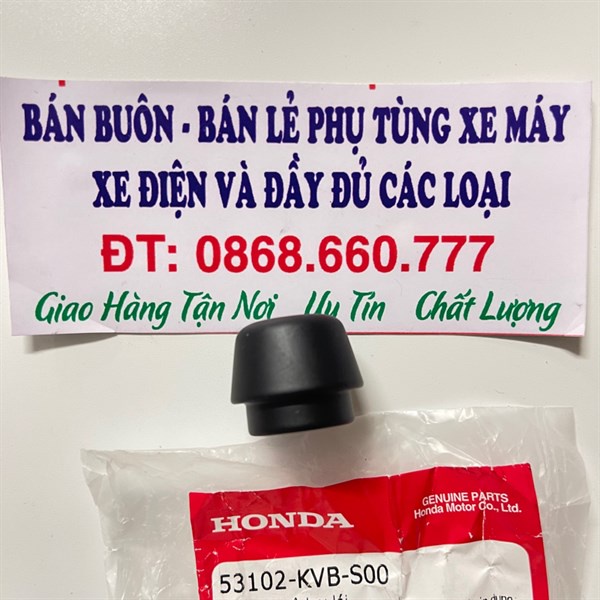 BÁN BUÔN - BÁN LẺ PHỤ TÙNG XE MÁY
XE ĐIỆN VÀ ĐẦY ĐỦ CÁC LOẠI
ĐT: 0868.660.777
Giao Hàng Tận Nơi Uy Tín Chất Lượng
GENUINE PARTS
HONDA Honda Motor Co., Ltd.
53102-KVB-S00